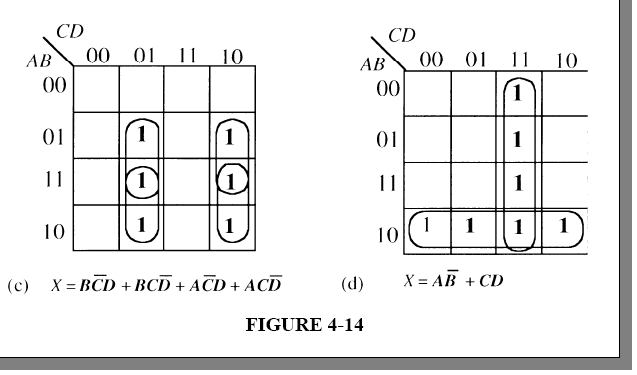 CD
AB 00 01 11 10
00
01 1 1
11 1 1
10 1 1
(c) X = BC̅D + BCD̅ + AC̅D + ACD̅
CD
AB 00 01 11 10
00 1
01 1
11 1
10 1 1 1 1
(d) X = AB̅ + CD
FIGURE 4-14